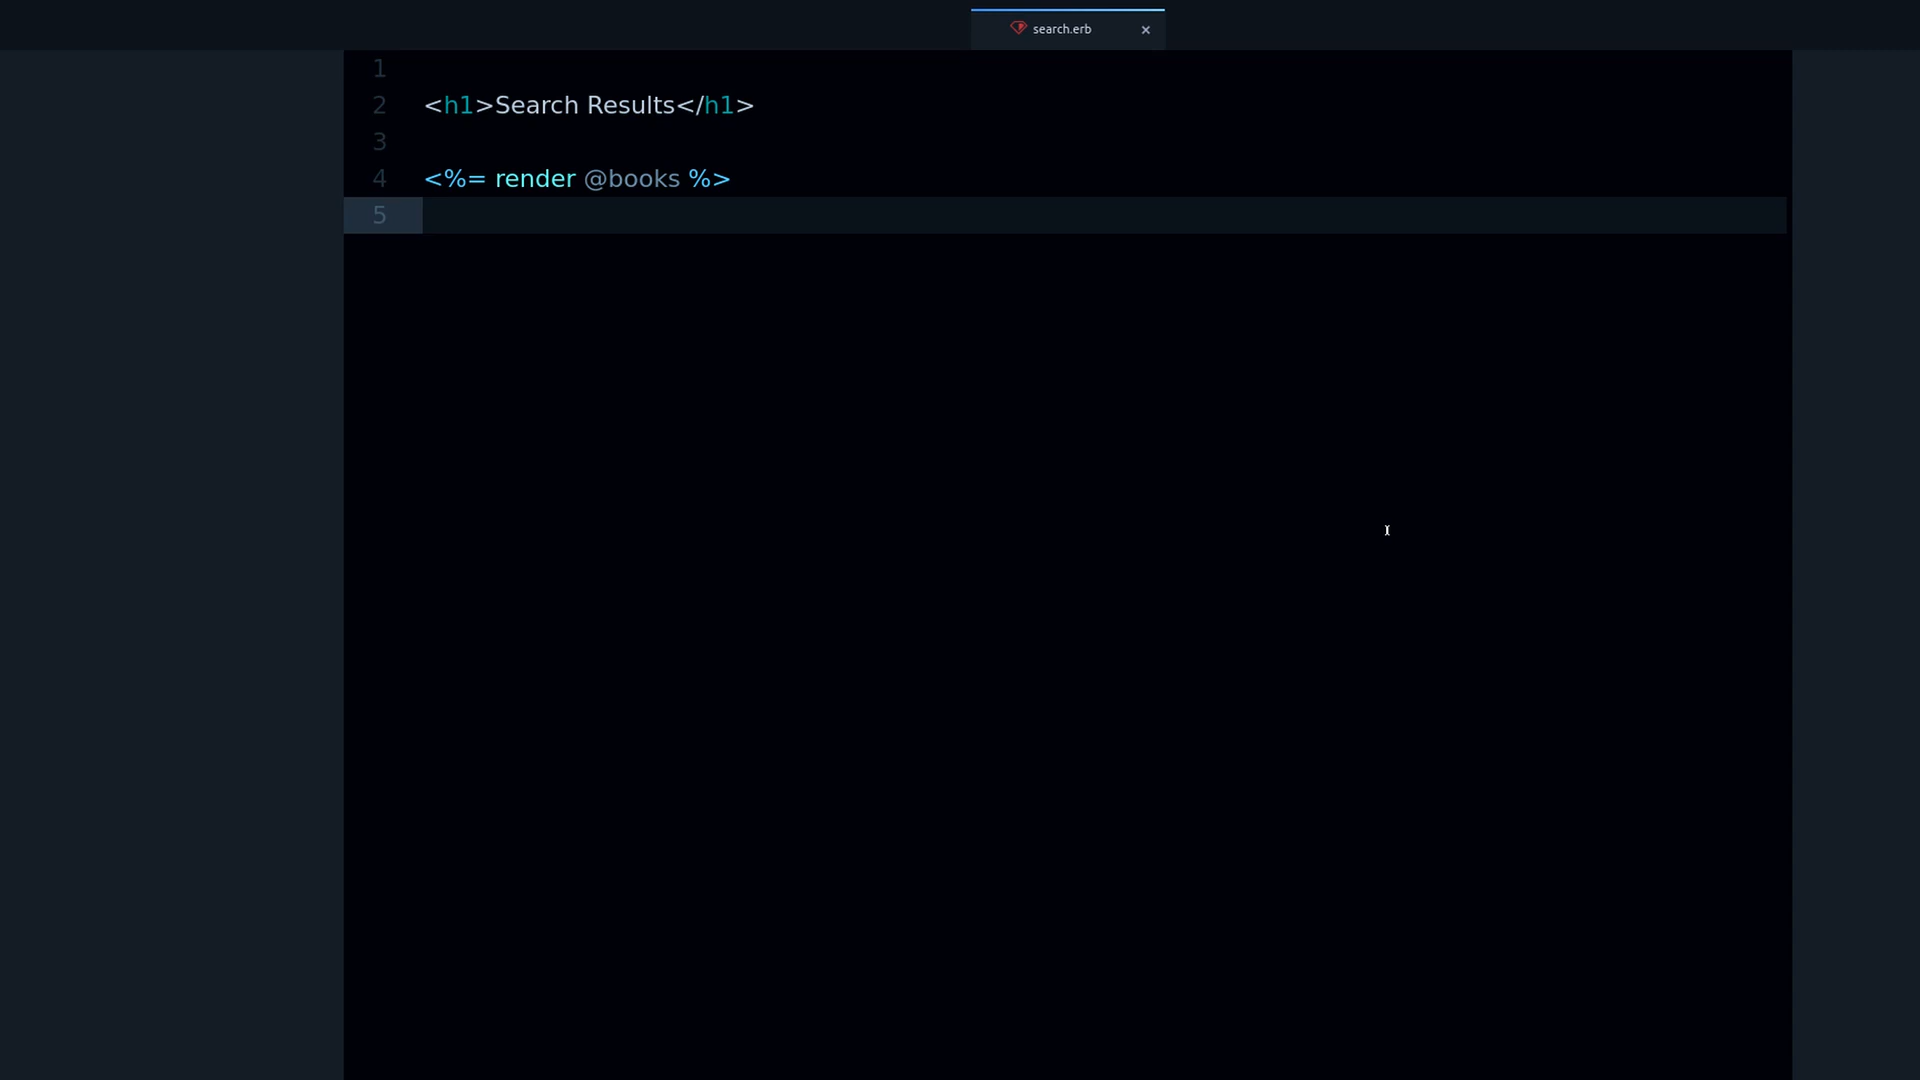 search.erb ×
1
2 <h1>Search Results</h1>
3
4 <%= render @books %>
5